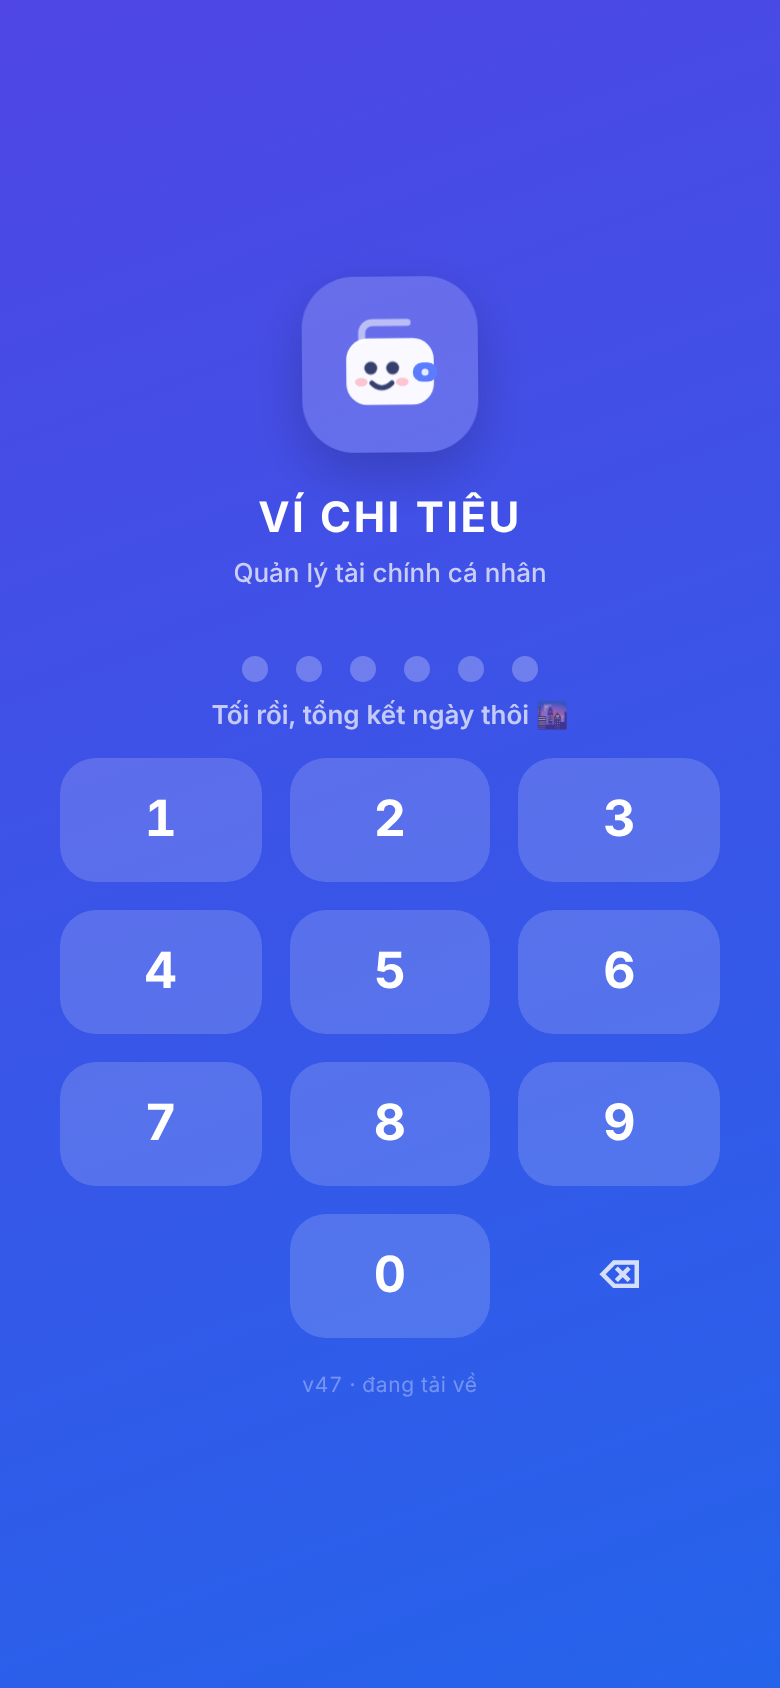 VÍ CHI TIÊU
Quản lý tài chính cá nhân
Tối rồi, tổng kết ngày thôi 🌆
1 2 3
4 5 6
7 8 9
0
v47 · đang tải về